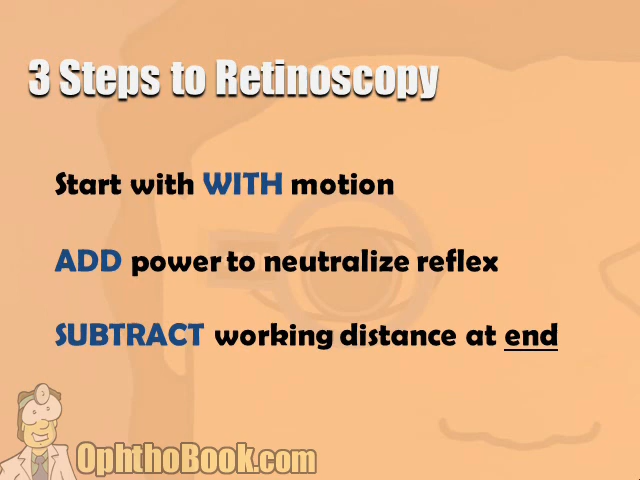 3 Steps to Retinoscopy
Start with WITH motion
ADD power to neutralize reflex
SUBTRACT working distance at end
OphthoBook.com